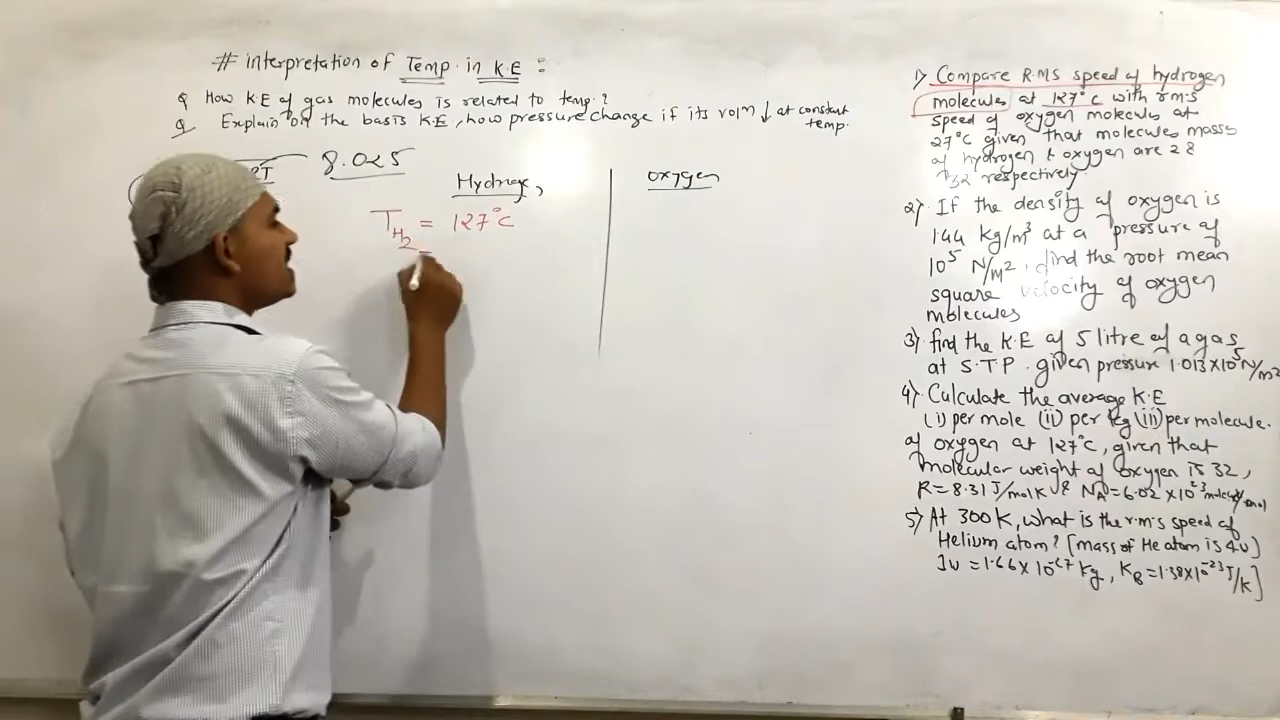 # interpretation of Temp. in K.E :
Q How K.E of gas molecules is related to temp.?
Q Explain on the basis K.E, how pressure change if its volm ↓ at constant
temp.
8.025
Hydrogen,
oxygen
T H2 = 127°C
=
1) Compare R.M.S speed of hydrogen
molecules at 127°C with r.m.s
speed of oxygen molecules at
27°C given that molecules masses
of hydrogen & oxygen are 2 &
32 respectively.
2) If the density of oxygen is
1.44 kg/m³ at a pressure of
10⁵ N/m², find the root mean
square velocity of oxygen
molecules
3) find the K.E of 5 litre of a gas
at S.T.P. given pressure 1.013×10⁵ N/m²
4) Calculate the average K.E
(i) per mole (ii) per kg (iii) per molecule.
of oxygen at 127°C, given that
molecular weight of oxygen is 32,
R=8.31 J/mol K & NA=6.02 ×10²³
5) At 300 K, what is the r.m.s speed of
Helium atom? [mass of He atom is 4u]
1u = 1.66×10⁻²⁷ Kg, KB=1.38×10⁻²³ J/K]